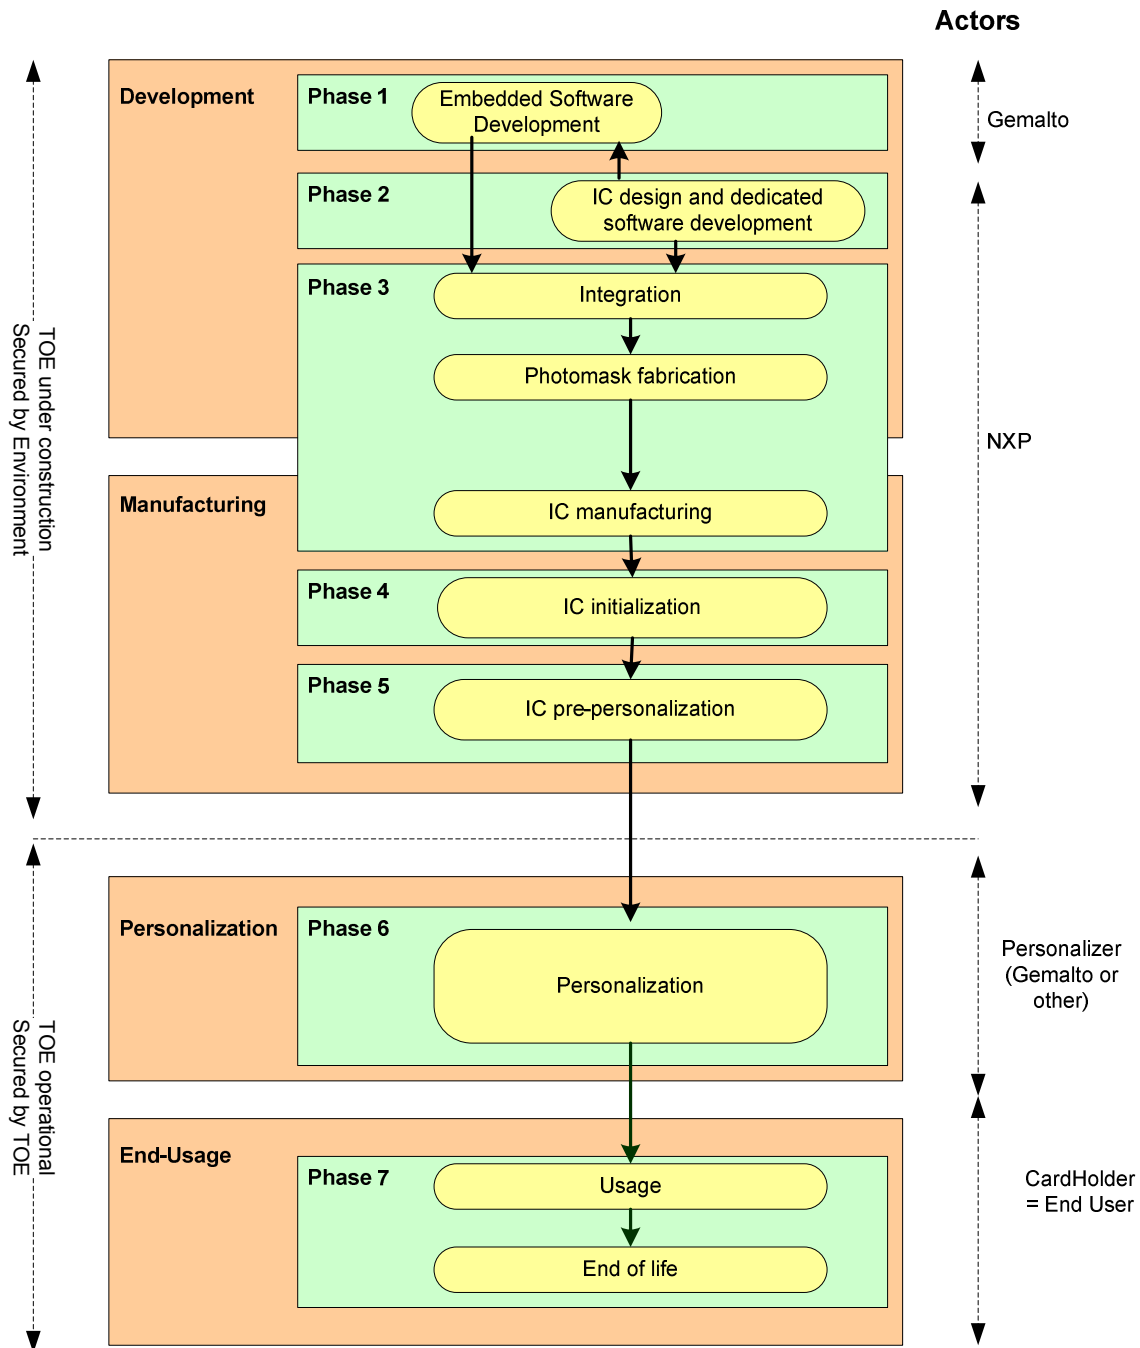 Actors
Development
Phase 1
Embedded Software
Development
Gemalto
Phase 2
IC design and dedicated
software development
Phase 3
Integration
Photomask fabrication
TOE under construction
Secured by Environment
NXP
Manufacturing
IC manufacturing
Phase 4
IC initialization
Phase 5
IC pre-personalization
Personalization
Phase 6
Personalization
Personalizer
(Gemalto or
other)
TOE operational
Secured by TOE
End-Usage
Phase 7
Usage
CardHolder
= End User
End of life